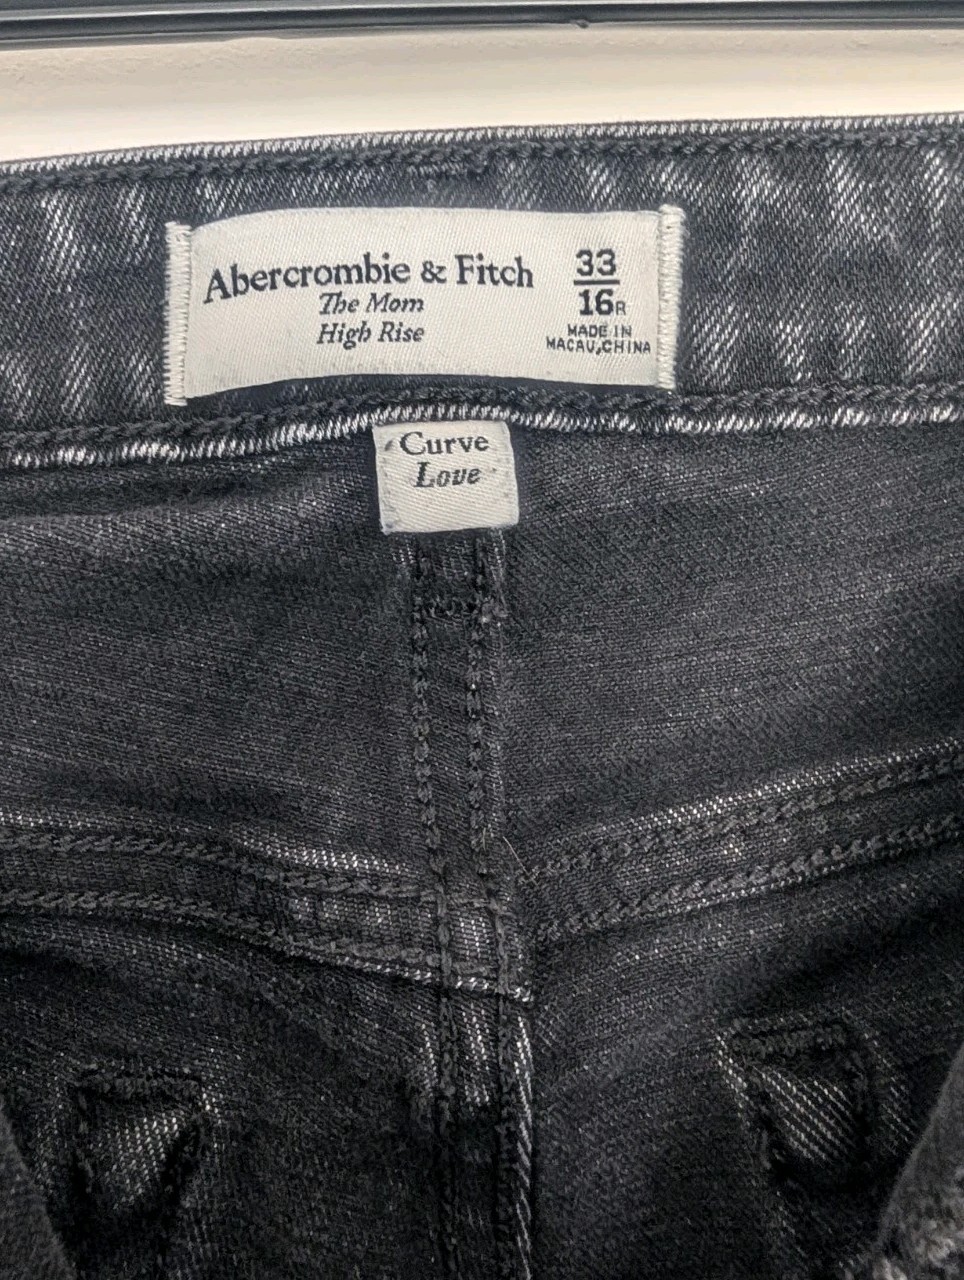 Abercrombie & Fitch
The Mom
High Rise
33
16R
MADE IN
MACAU,CHINA
Curve
Love